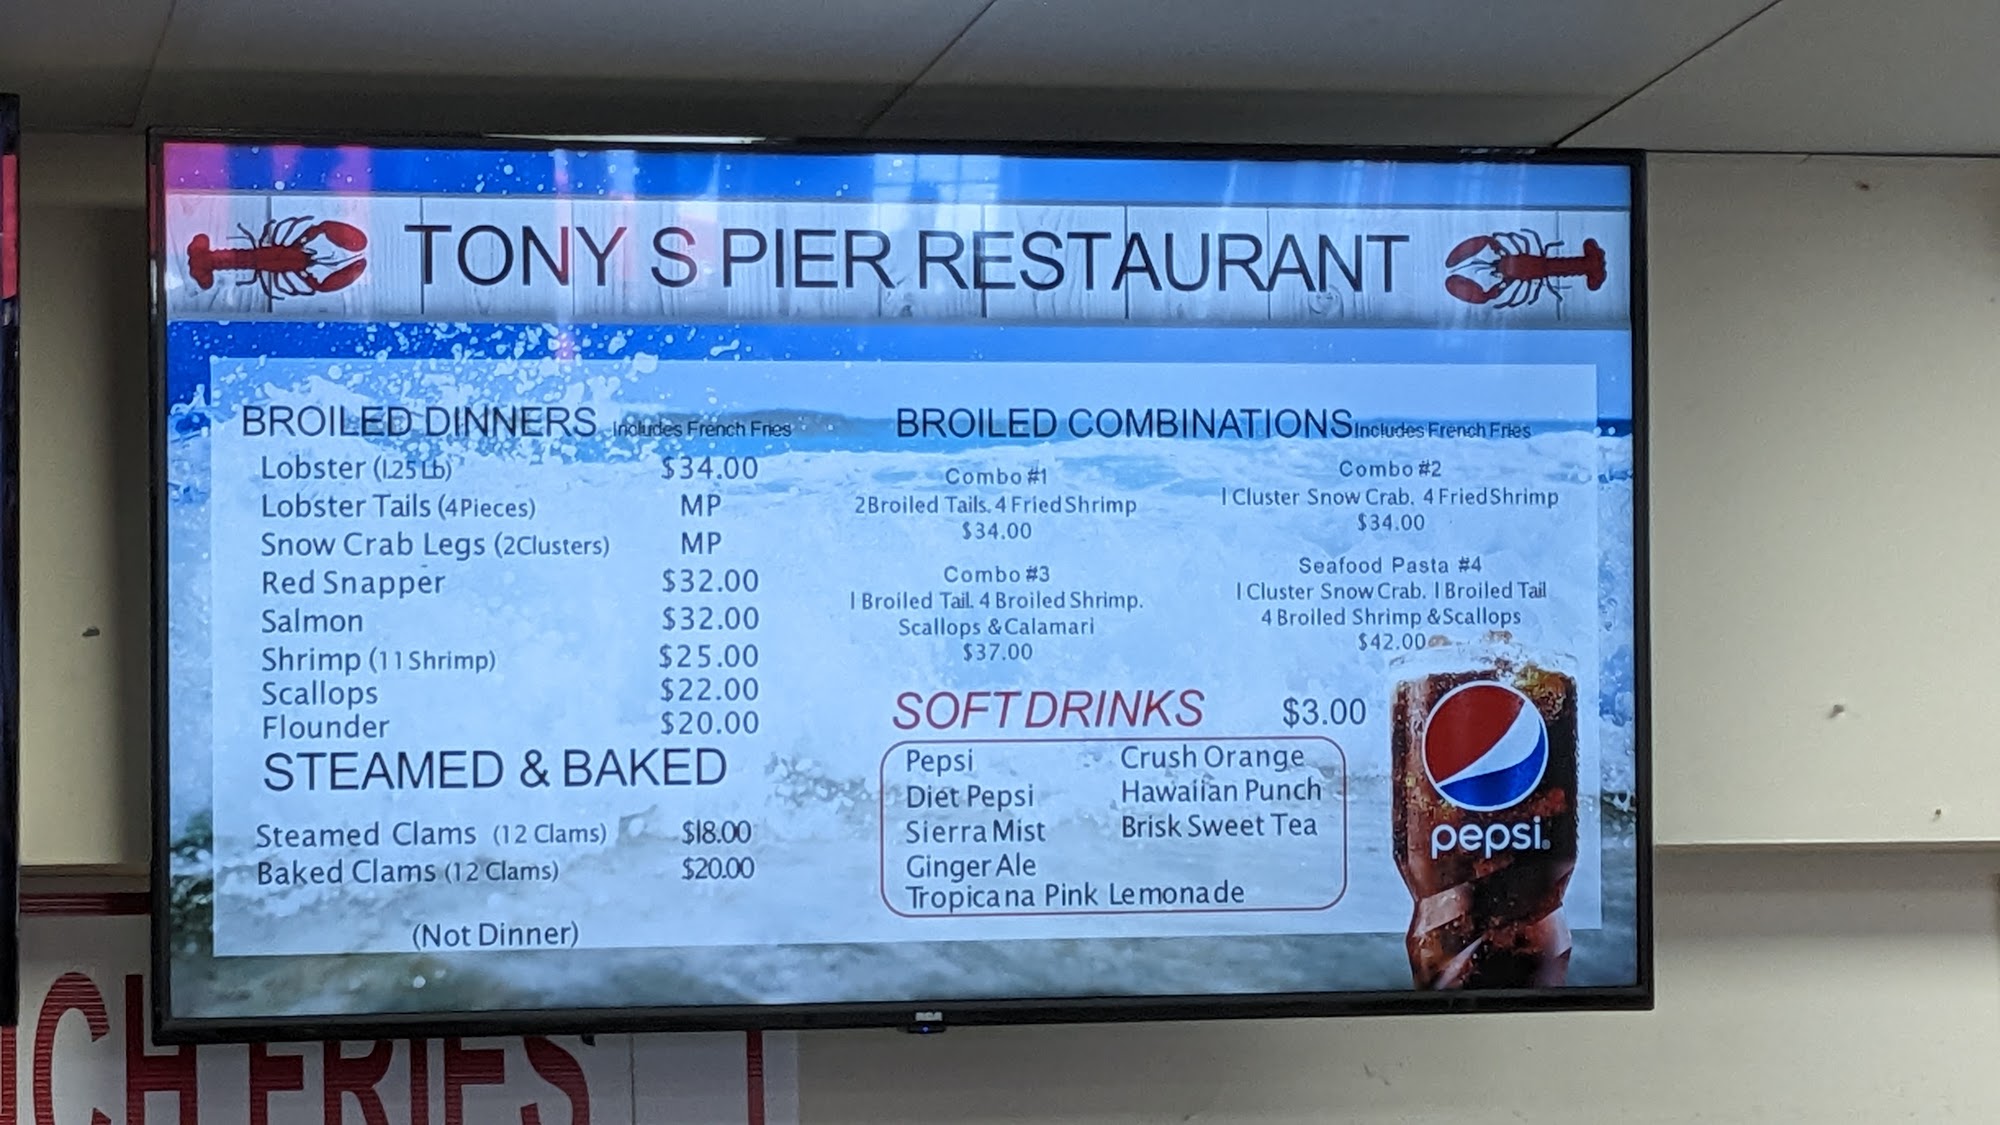 TONY S PIER RESTAURANT
BROILED DINNERS Includes French Fries
Lobster (1.25 Lb) $34.00
Lobster Tails (4 Pieces) MP
Snow Crab Legs (2 Clusters) MP
Red Snapper $32.00
Salmon $32.00
Shrimp (11 Shrimp) $25.00
Scallops $22.00
Flounder $20.00
STEAMED & BAKED
Steamed Clams (12 Clams) $18.00
Baked Clams (12 Clams) $20.00
(Not Dinner)
BROILED COMBINATIONS Includes French Fries
Combo #1
2 Broiled Tails. 4 Fried Shrimp
$34.00
Combo #2
1 Cluster Snow Crab. 4 Fried Shrimp
$34.00
Combo #3
1 Broiled Tail. 4 Broiled Shrimp.
Scallops & Calamari
$37.00
Seafood Pasta #4
1 Cluster Snow Crab. 1 Broiled Tail
4 Broiled Shrimp & Scallops
$42.00
SOFT DRINKS $3.00
Pepsi
Diet Pepsi
Sierra Mist
Ginger Ale
Tropicana Pink Lemonade
Crush Orange
Hawaiian Punch
Brisk Sweet Tea
pepsi.
RCA
CH FRIES